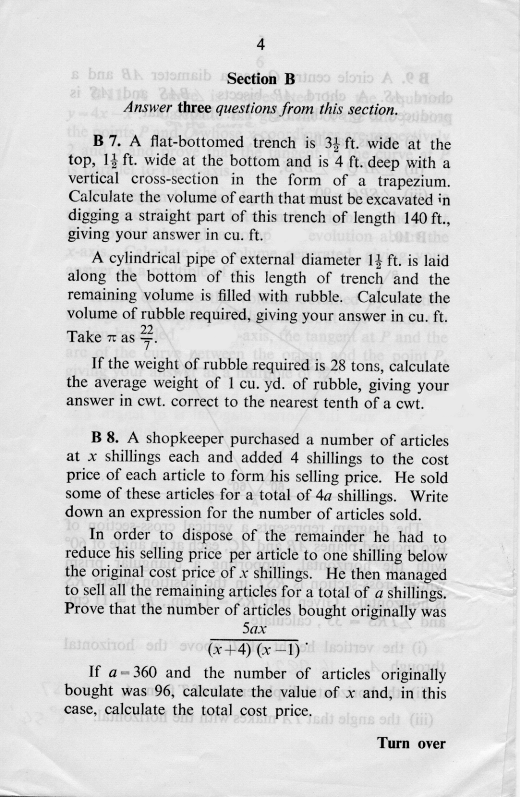 4
Section B
Answer three questions from this section.
B 7. A flat-bottomed trench is 3½ ft. wide at the
top, 1½ ft. wide at the bottom and is 4 ft. deep with a
vertical cross-section in the form of a trapezium.
Calculate the volume of earth that must be excavated in
digging a straight part of this trench of length 140 ft.,
giving your answer in cu. ft.
A cylindrical pipe of external diameter 1½ ft. is laid
along the bottom of this length of trench and the
remaining volume is filled with rubble. Calculate the
volume of rubble required, giving your answer in cu. ft.
Take π as 22/7.
If the weight of rubble required is 28 tons, calculate
the average weight of 1 cu. yd. of rubble, giving your
answer in cwt. correct to the nearest tenth of a cwt.
B 8. A shopkeeper purchased a number of articles
at x shillings each and added 4 shillings to the cost
price of each article to form his selling price. He sold
some of these articles for a total of 4a shillings. Write
down an expression for the number of articles sold.
In order to dispose of the remainder he had to
reduce his selling price per article to one shilling below
the original cost price of x shillings. He then managed
to sell all the remaining articles for a total of a shillings.
Prove that the number of articles bought originally was
5ax
(x+4) (x−1).
If a=360 and the number of articles originally
bought was 96, calculate the value of x and, in this
case, calculate the total cost price.
Turn over